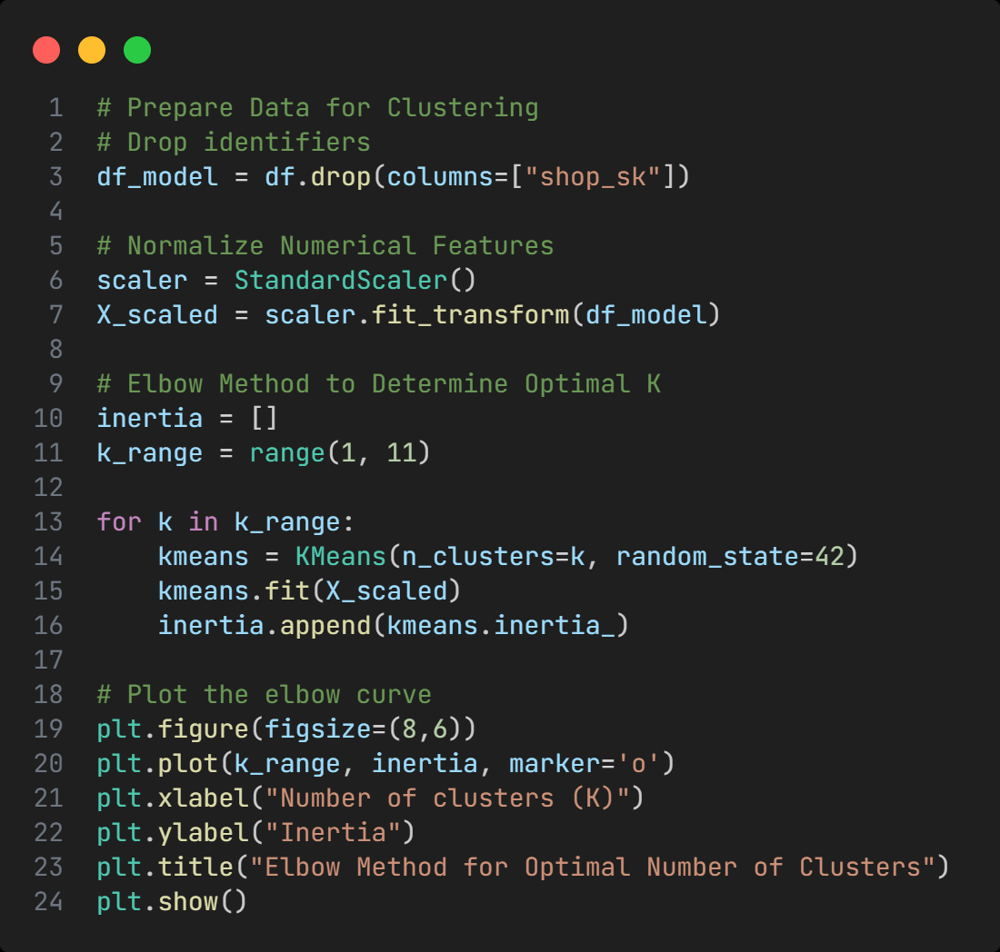 1 # Prepare Data for Clustering
2 # Drop identifiers
3 df_model = df.drop(columns=["shop_sk"])
4
5 # Normalize Numerical Features
6 scaler = StandardScaler()
7 X_scaled = scaler.fit_transform(df_model)
8
9 # Elbow Method to Determine Optimal K
10 inertia = []
11 k_range = range(1, 11)
12
13 for k in k_range:
14     kmeans = KMeans(n_clusters=k, random_state=42)
15     kmeans.fit(X_scaled)
16     inertia.append(kmeans.inertia_)
17
18 # Plot the elbow curve
19 plt.figure(figsize=(8,6))
20 plt.plot(k_range, inertia, marker='o')
21 plt.xlabel("Number of clusters (K)")
22 plt.ylabel("Inertia")
23 plt.title("Elbow Method for Optimal Number of Clusters")
24 plt.show()